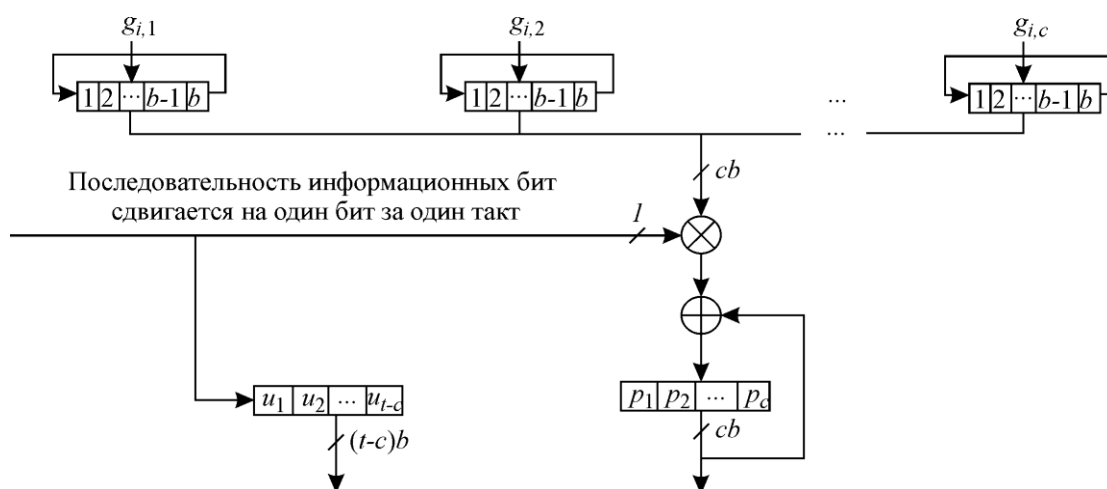 g_{i,1} g_{i,2} g_{i,c}
1 2 ... b-1 b 1 2 ... b-1 b ... 1 2 ... b-1 b
...
cb
Последовательность информационных бит
сдвигается на один бит за один такт
1
u_1 u_2 ... u_{t-c} p_1 p_2 ... p_c
(t-c)b cb